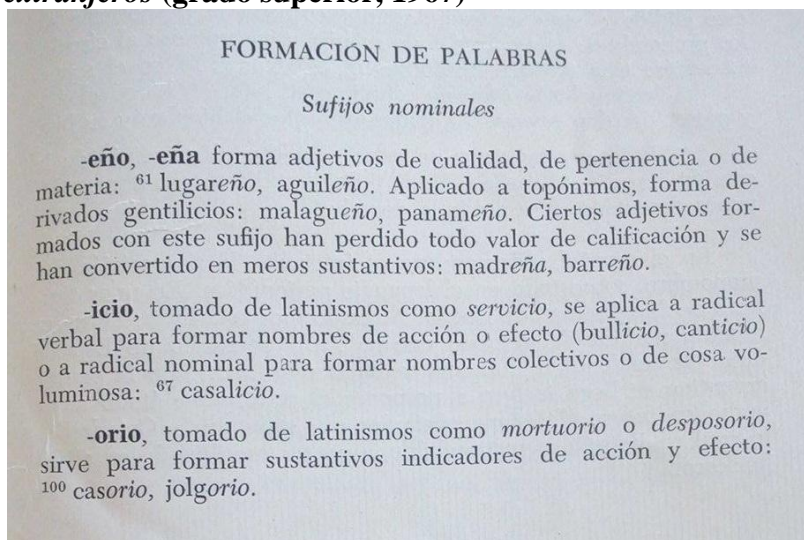 extranjeros (grado superior, 1967)
FORMACIÓN DE PALABRAS
Sufijos nominales
-eño, -eña forma adjetivos de cualidad, de pertenencia o de
materia: 61 lugareño, aguileño. Aplicado a topónimos, forma de-
rivados gentilicios: malagueño, panameño. Ciertos adjetivos for-
mados con este sufijo han perdido todo valor de calificación y se
han convertido en meros sustantivos: madreña, barreño.
-icio, tomado de latinismos como servicio, se aplica a radical
verbal para formar nombres de acción o efecto (bullicio, canticio)
o a radical nominal para formar nombres colectivos o de cosa vo-
luminosa: 67 casalicio.
-orio, tomado de latinismos como mortuorio o desposorio,
sirve para formar sustantivos indicadores de acción y efecto:
100 casorio, jolgorio.